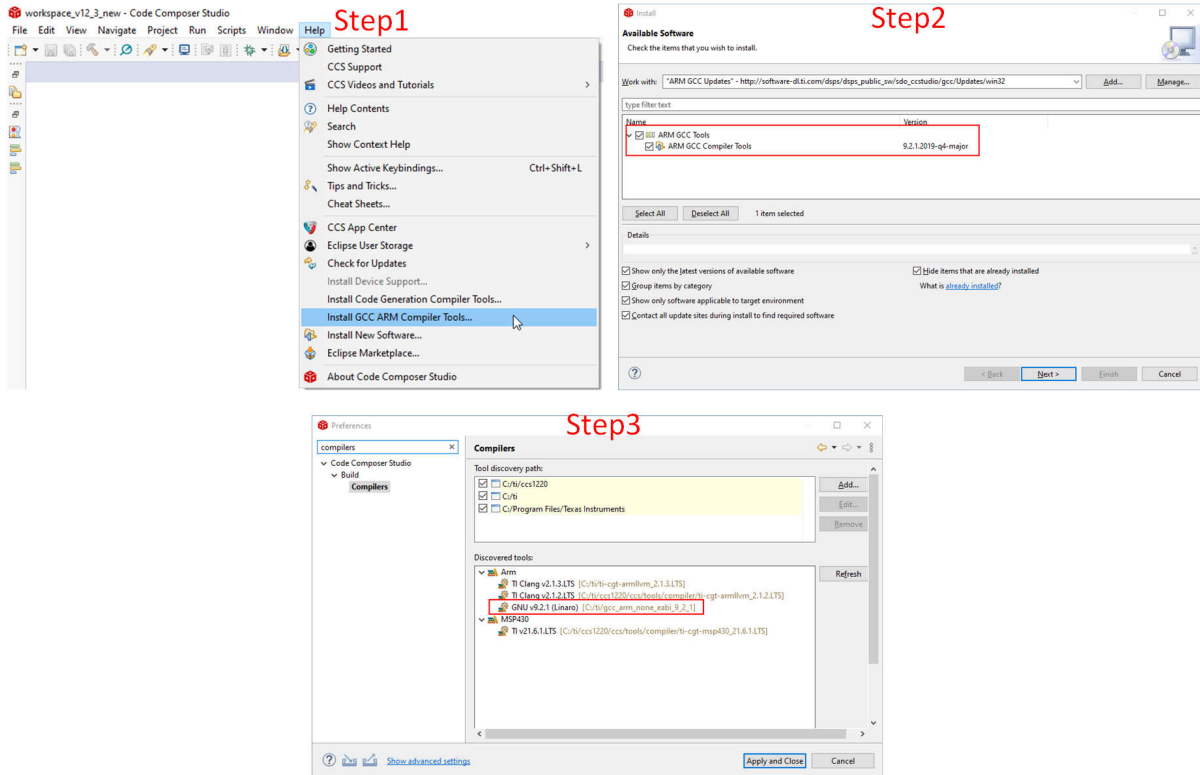 workspace_v12_3_new - Code Composer Studio
Step1
File Edit View Navigate Project Run Scripts Window Help
Getting Started
CCS Support
CCS Videos and Tutorials
Help Contents
Search
Show Context Help
Show Active Keybindings... Ctrl+Shift+L
Tips and Tricks...
Cheat Sheets...
CCS App Center
Eclipse User Storage
Check for Updates
Install Device Support...
Install Code Generation Compiler Tools...
Install GCC ARM Compiler Tools...
Install New Software...
Eclipse Marketplace...
About Code Composer Studio
Step2
Install
Available Software
Check the items that you wish to install.
Work with: "ARM GCC Updates" - http://software-dl.ti.com/dsps/dsps_public_sw/sdo_ccstudio/gcc/Updates/win32 Add... Manage...
type filter text
Name Version
ARM GCC Tools
ARM GCC Compiler Tools 9.2.1.2019-q4-major
Select All Deselect All 1 item selected
Details
Show only the latest versions of available software Hide items that are already installed
Group items by category What is already installed?
Show only software applicable to target environment
Contact all update sites during install to find required software
< Back Next > Finish Cancel
Step3
Preferences
compilers
Code Composer Studio
Build
Compilers
Compilers
Tool discovery path:
C:/ti/ccs1220 Add...
C:/ti Edit...
C:/Program Files/Texas Instruments Remove
Discovered tools:
Arm Refresh
TI Clang v2.1.3.LTS [C:/ti/ti-cgt-armllvm_2.1.3.LTS]
TI Clang v2.1.2.LTS [C:/ti/ccs1220/ccs/tools/compiler/ti-cgt-armllvm_2.1.2.LTS]
GNU v9.2.1 (Linaro) [C:/ti/gcc_arm_none_eabi_9_2_1]
MSP430
TI v21.6.1.LTS [C:/ti/ccs1220/ccs/tools/compiler/ti-cgt-msp430_21.6.1.LTS]
Show advanced settings Apply and Close Cancel